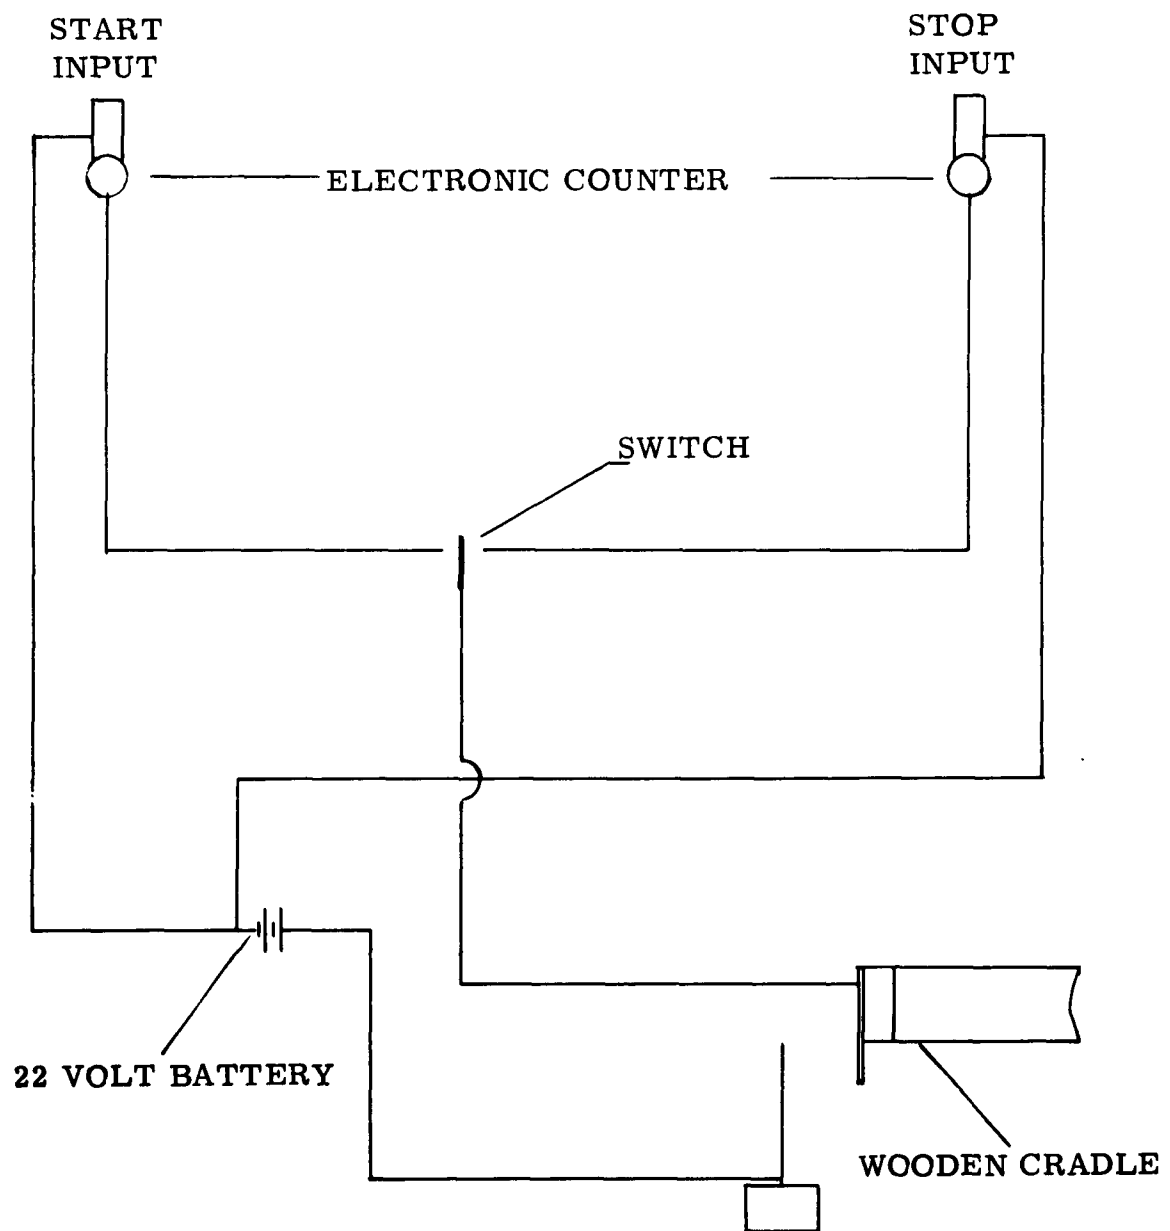 START
INPUT
STOP
INPUT
ELECTRONIC COUNTER
SWITCH
22 VOLT BATTERY
WOODEN CRADLE